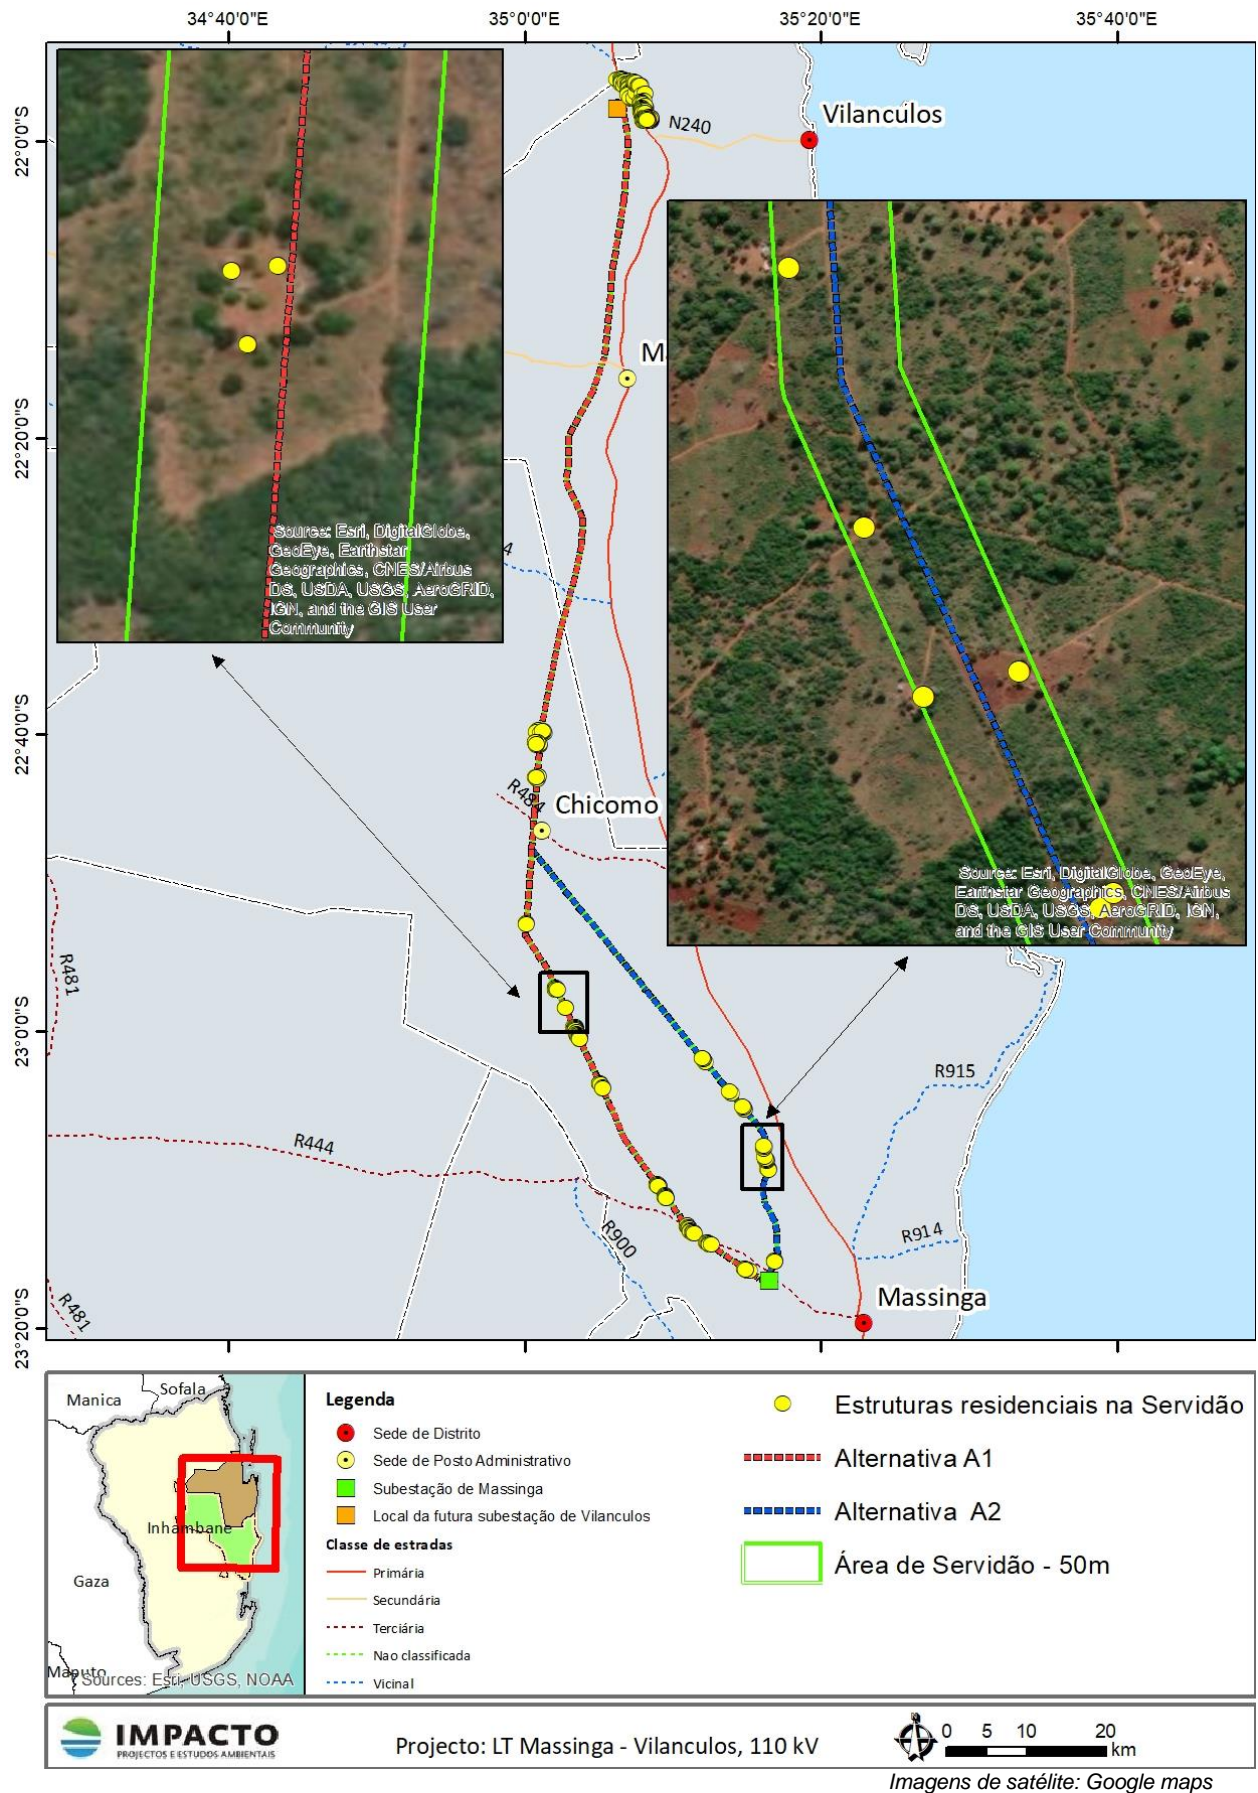 34°40'0"E
35°0'0"E
35°20'0"E
35°40'0"E
22°0'0"S
22°20'0"S
22°40'0"S
23°0'0"S
23°20'0"S
N240
Vilanculos
Source: Esri, DigitalGlobe,
GeoEye, Earthstar
Geographics, CNES/Airbus
DS, USDA, USGS, AeroGRID,
IGN, and the GIS User
Community
Source: Esri, DigitalGlobe, GeoEye,
Earthstar Geographics, CNES/Airbus
DS, USDA, USGS, AeroGRID, IGN,
and the GIS User Community
R484
Chicomo
R481
R915
R444
R900
R914
R481
Massinga
Manica
Sofala
Inhambane
Gaza
Maputo
Sources: Esri, USGS, NOAA
Legenda
Sede de Distrito
Sede de Posto Administrativo
Subestação de Massinga
Local da futura subestação de Vilanculos
Classe de estradas
Primária
Secundária
Terciária
Nao classificada
Vicinal
Estruturas residenciais na Servidão
Alternativa A1
Alternativa A2
Área de Servidão - 50m
IMPACTO
PROJECTOS E ESTUDOS AMBIENTAIS
Projecto: LT Massinga - Vilanculos, 110 kV
0 5 10 20
km
Imagens de satélite: Google maps